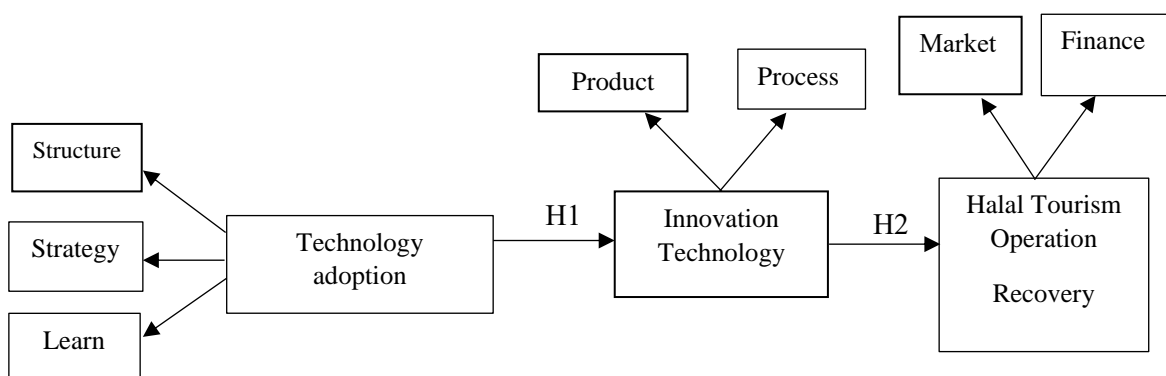 Market
Finance
Product
Process
Structure
Strategy
Learn
Technology
adoption
H1
Innovation
Technology
H2
Halal Tourism
Operation
Recovery